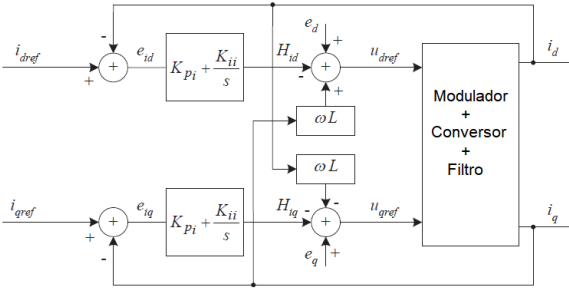 -
i_dref
+
+
e_id
K_pi + K_ii/s
H_id
-
e_d
+
+
+
u_dref
ωL
i_d
Modulador
+
Conversor
+
Filtro
ωL
i_qref
+
+
-
e_iq
K_pi + K_ii/s
H_iq
-
-
+
e_q
+
u_qref
i_q